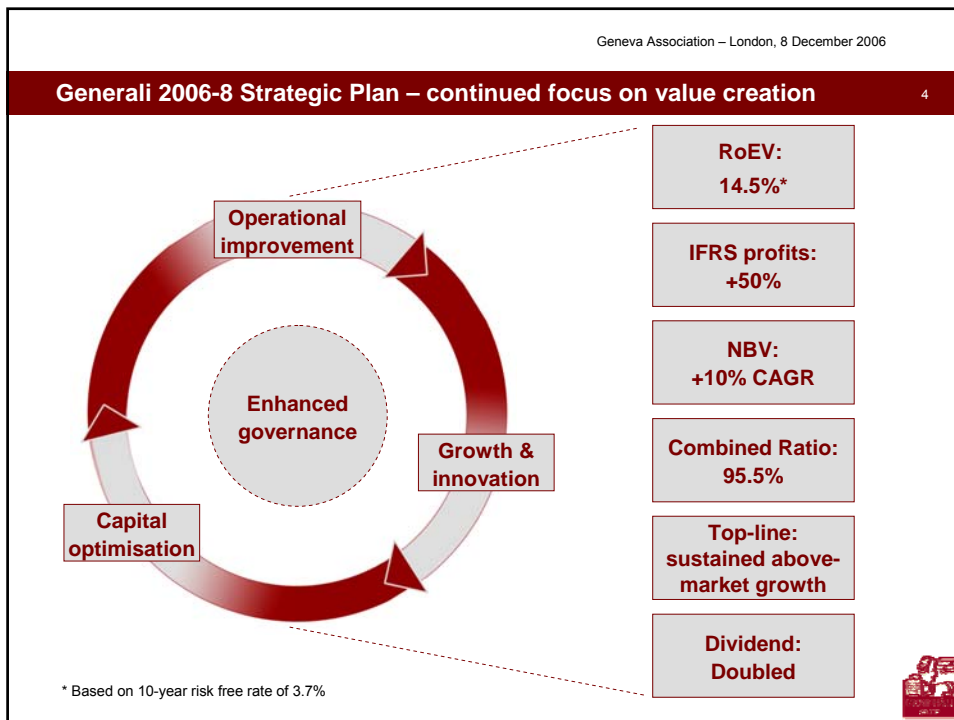 Geneva Association – London, 8 December 2006
Generali 2006-8 Strategic Plan – continued focus on value creation
4
Operational
improvement
Enhanced
governance
Growth &
innovation
Capital
optimisation
RoEV:
14.5%*
IFRS profits:
+50%
NBV:
+10% CAGR
Combined Ratio:
95.5%
Top-line:
sustained above-
market growth
Dividend:
Doubled
* Based on 10-year risk free rate of 3.7%